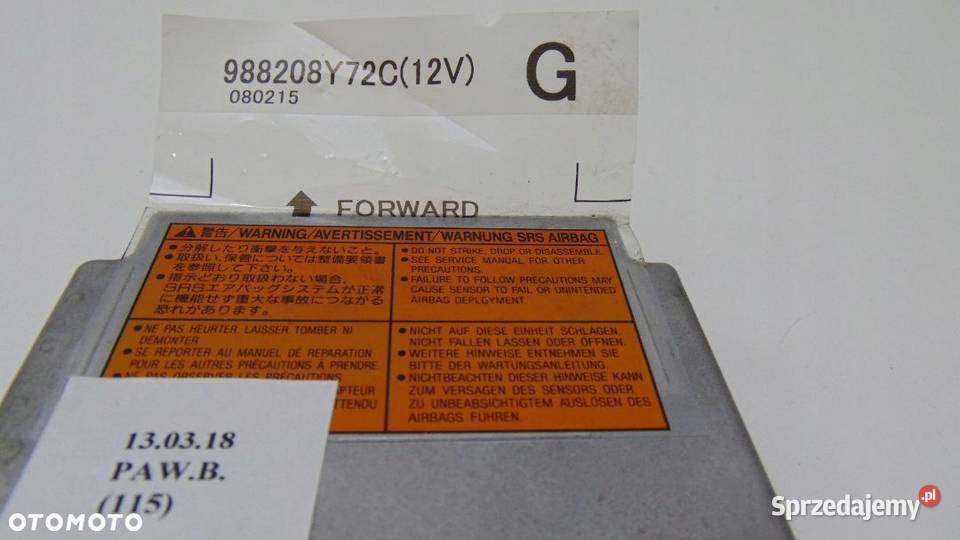 988208Y72C(12V)
G
080215
FORWARD
警告/WARNING/AVERTISSEMENT/WARNUNG SRS AIRBAG
●分解したり衝撃を与えないこと。
●取扱い、保管については整備要領書
を参照して下さい。
●指示どおり取扱わない場合、
SRSエアバッグシステムが正常
に機能せず重大な事故につながる
恐れがあります。
●DO NOT STRIKE, DROP OR DISASSEMBLE.
●SEE SERVICE MANUAL FOR OTHER
PRECAUTIONS.
●FAILURE TO FOLLOW PRECAUTIONS MAY
CAUSE SENSOR TO FAIL OR UNINTENDED
AIRBAG DEPLOYMENT.
●NE PAS HEURTER, LAISSER TOMBER NI
DÉMONTER
●SE REPORTER AU MANUEL DE RÉPARATION
POUR LES AUTRES PRÉCAUTIONS À PRENDRE.
●NE PAS OBSERVER LES PRÉCAUTIONS
●NICHT AUF DIESE EINHEIT SCHLAGEN,
NICHT FALLEN LASSEN ODER ÖFFNEN.
●WEITERE HINWEISE ENTNEHMEN SIE
BITTE DER WARTUNGSANLEITUNG.
●NICHTBEACHTEN DIESER HINWEISE KANN
ZUM VERSAGEN DES SENSORS ODER
ZU UNBEABSICHTIGTEM AUSLÖSEN DES
AIRBAGS FÜHREN.
13.03.18
PAW.B.
(115)
OTOMOTO
Sprzedajemy.pl